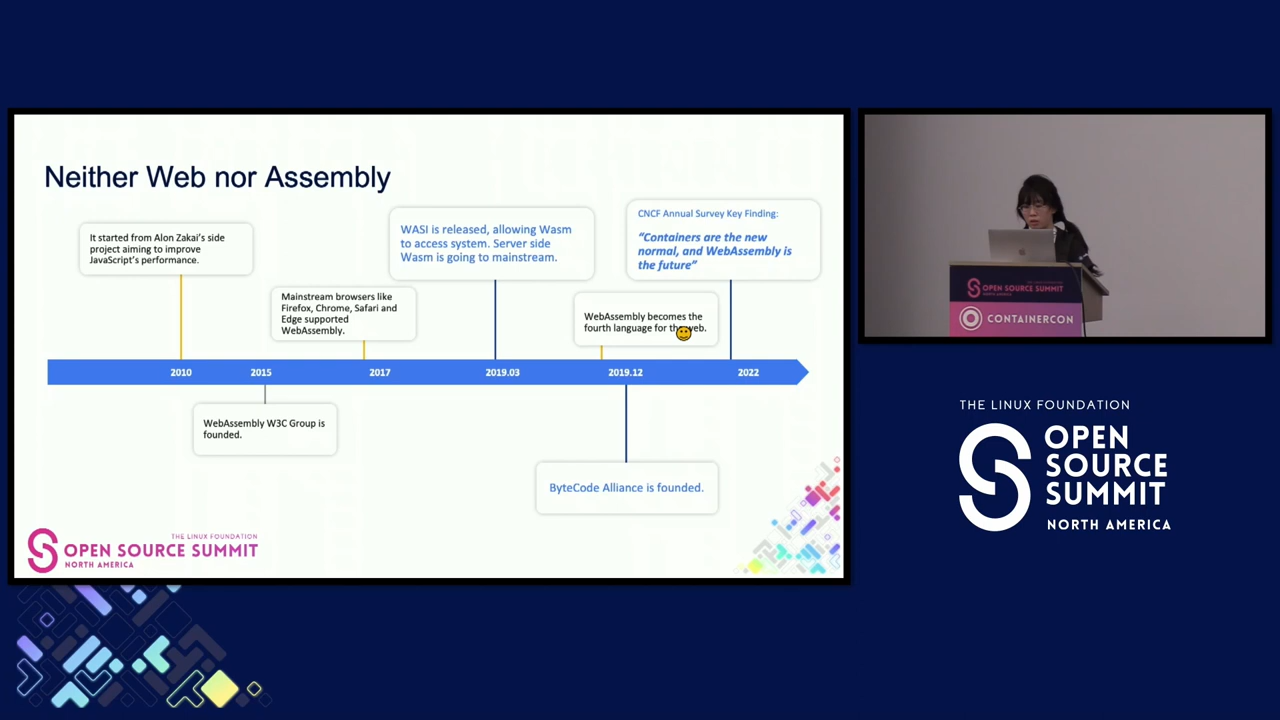 Neither Web nor Assembly
It started from Alon Zakai's side
project aiming to improve
JavaScript's performance.
Mainstream browsers like
Firefox, Chrome, Safari and
Edge supported
WebAssembly.
WASI is released, allowing Wasm
to access system. Server side
Wasm is going to mainstream.
WebAssembly becomes the
fourth language for the web.
CNCF Annual Survey Key Finding:
“Containers are the new
normal, and WebAssembly is
the future”
2010
2015
2017
2019.03
2019.12
2022
WebAssembly W3C Group is
founded.
ByteCode Alliance is founded.
THE LINUX FOUNDATION
OPEN SOURCE SUMMIT
NORTH AMERICA
OPEN SOURCE SUMMIT
NORTH AMERICA
CONTAINERCON
THE LINUX FOUNDATION
OPEN
SOURCE
SUMMIT
NORTH AMERICA